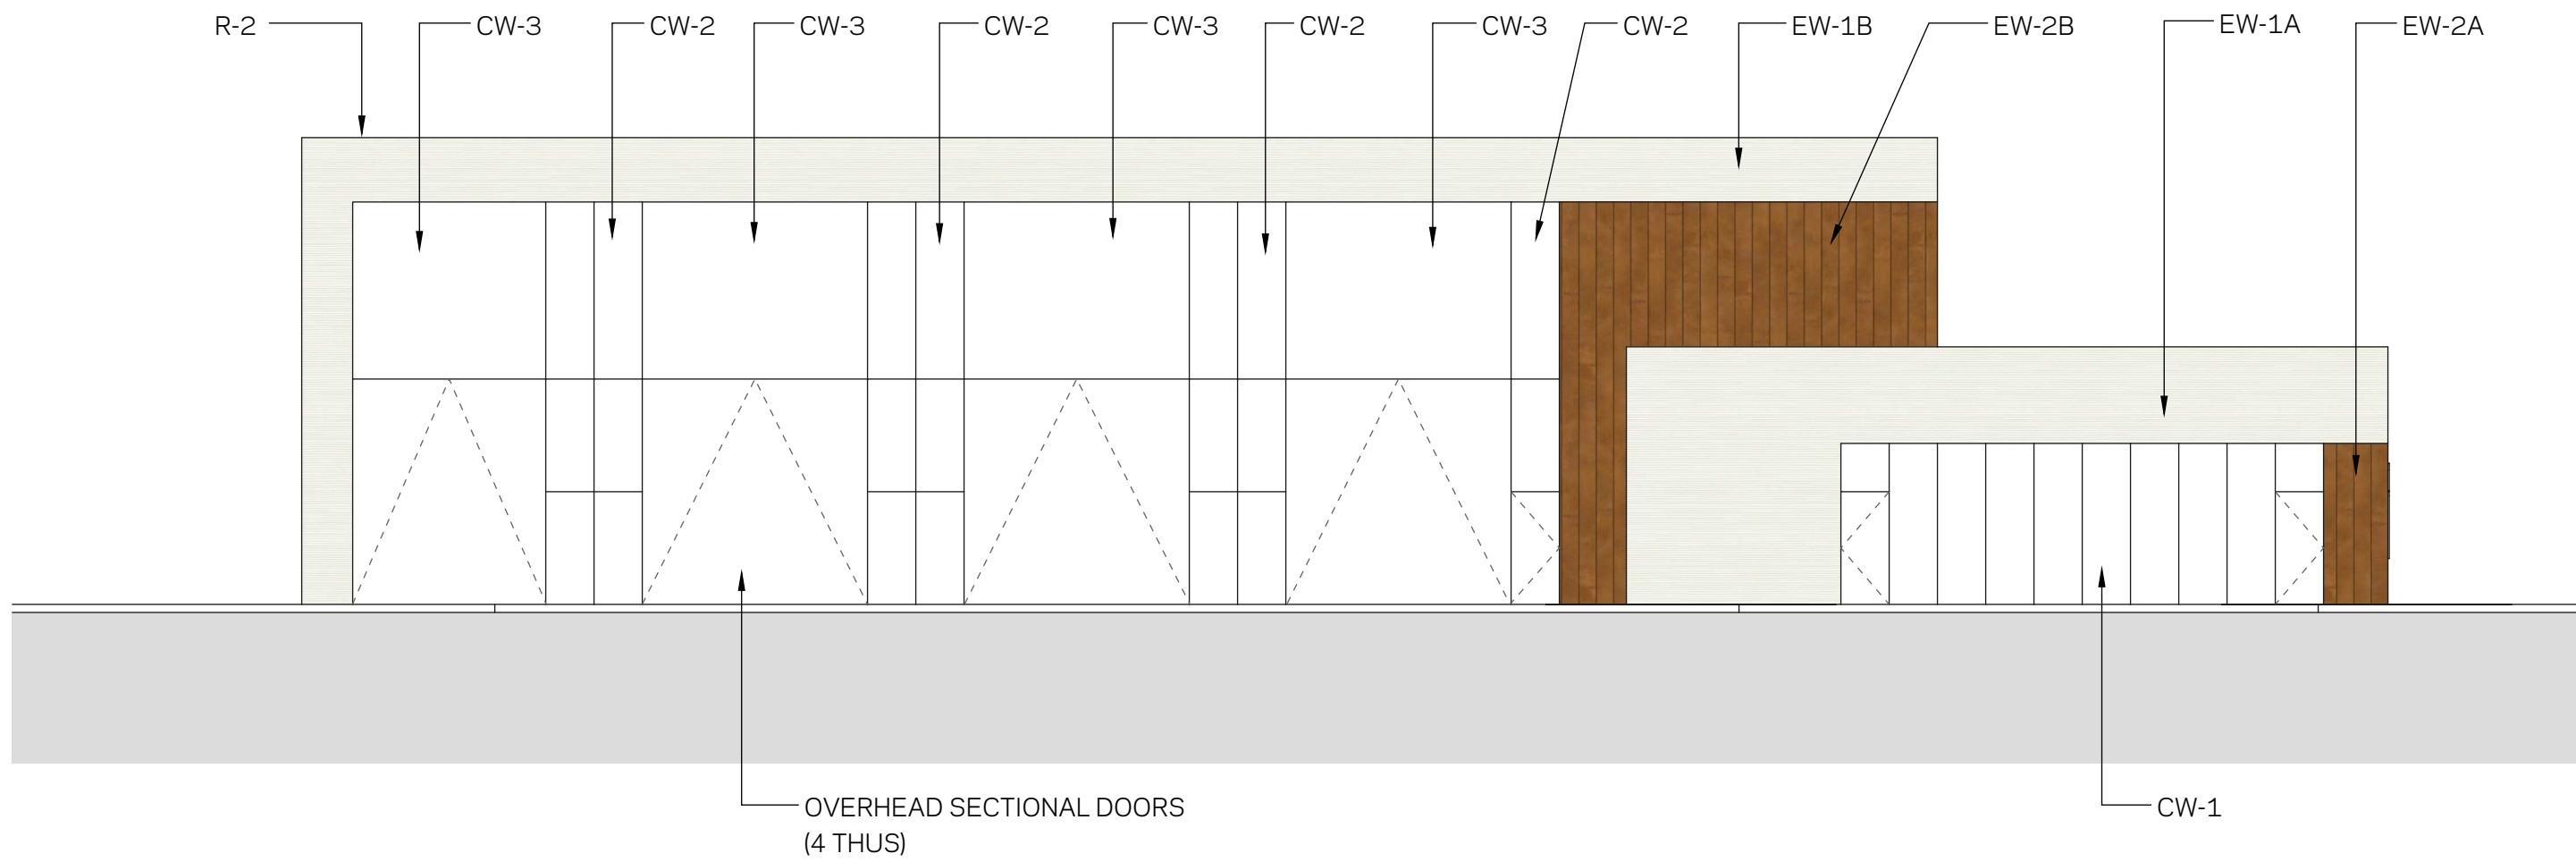 R-2
CW-3
CW-2
CW-3
CW-2
CW-3
CW-2
CW-3
CW-2
EW-1B
EW-2B
EW-1A
EW-2A
OVERHEAD SECTIONAL DOORS
(4 THUS)
CW-1